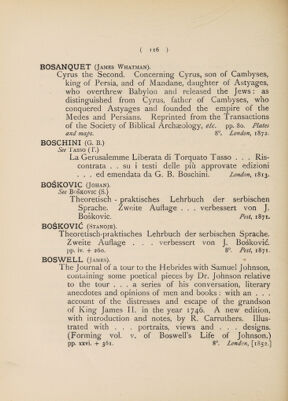 ( 116 )
BOSANQUET (JAMES WHATMAN).
Cyrus the Second. Concerning Cyrus, son of Cambyses,
king of Persia, and of Mandane, daughter of Astyages,
who overthrew Babylon and released the Jews: as
distinguished from Cyrus, father of Cambyses, who
conquered Astyages and founded the empire of the
Medes and Persians. Reprinted from the Transactions
of the Society of Biblical Archæology, etc. pp. 80. Plates
and maps. 8°. London, 1872.
BOSCHINI (G. B.)
See TASSO (T.)
La Gerusalemme Liberata di Torquato Tasso . . . Ris-
contrata . . su i testi delle più approvate edizioni
. . . ed emendata da G. B. Boschini. London, 1813.
BOŠKOVIC (JOHAN).
See BOŠKOVIC (S.)
Theoretisch - praktisches Lehrbuch der serbischen
Sprache. Zweite Auflage . . . verbessert von J.
Boškovic. Pest, 1871.
BOŠKOVIĆ (STANOJE).
Theoretisch-praktisches Lehrbuch der serbischen Sprache.
Zweite Auflage . . . verbessert von J. Bošković.
pp. iv. + 260. 8°. Pest, 1871.
BOSWELL (JAMES).
The Journal of a tour to the Hebrides with Samuel Johnson,
containing some poetical pieces by Dr. Johnson relative
to the tour . . . a series of his conversation, literary
anecdotes and opinions of men and books: with an . . .
account of the distresses and escape of the grandson
of King James II. in the year 1746. A new edition,
with introduction and notes, by R. Carruthers. Illus-
trated with . . . portraits, views and . . . designs.
(Forming vol. v. of Boswell's Life of Johnson.)
pp. xxvi. + 361. 8°. London, [1852.]